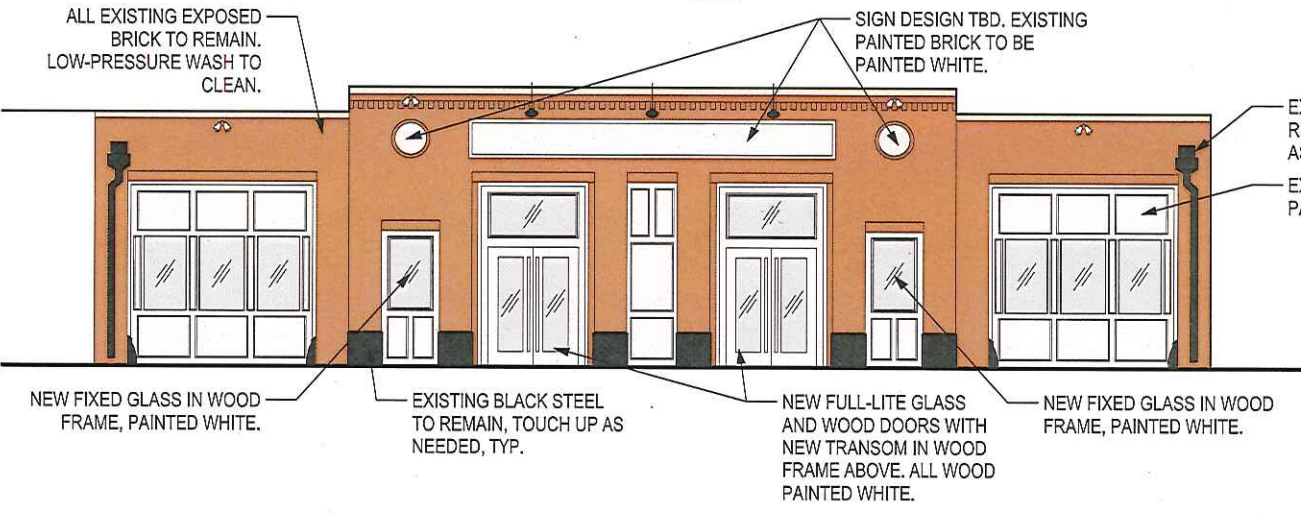 ALL EXISTING EXPOSED
BRICK TO REMAIN.
LOW-PRESSURE WASH TO
CLEAN.
SIGN DESIGN TBD. EXISTING
PAINTED BRICK TO BE
PAINTED WHITE.
NEW FIXED GLASS IN WOOD
FRAME, PAINTED WHITE.
EXISTING BLACK STEEL
TO REMAIN, TOUCH UP AS
NEEDED, TYP.
NEW FULL-LITE GLASS
AND WOOD DOORS WITH
NEW TRANSOM IN WOOD
FRAME ABOVE. ALL WOOD
PAINTED WHITE.
NEW FIXED GLASS IN WOOD
FRAME, PAINTED WHITE.